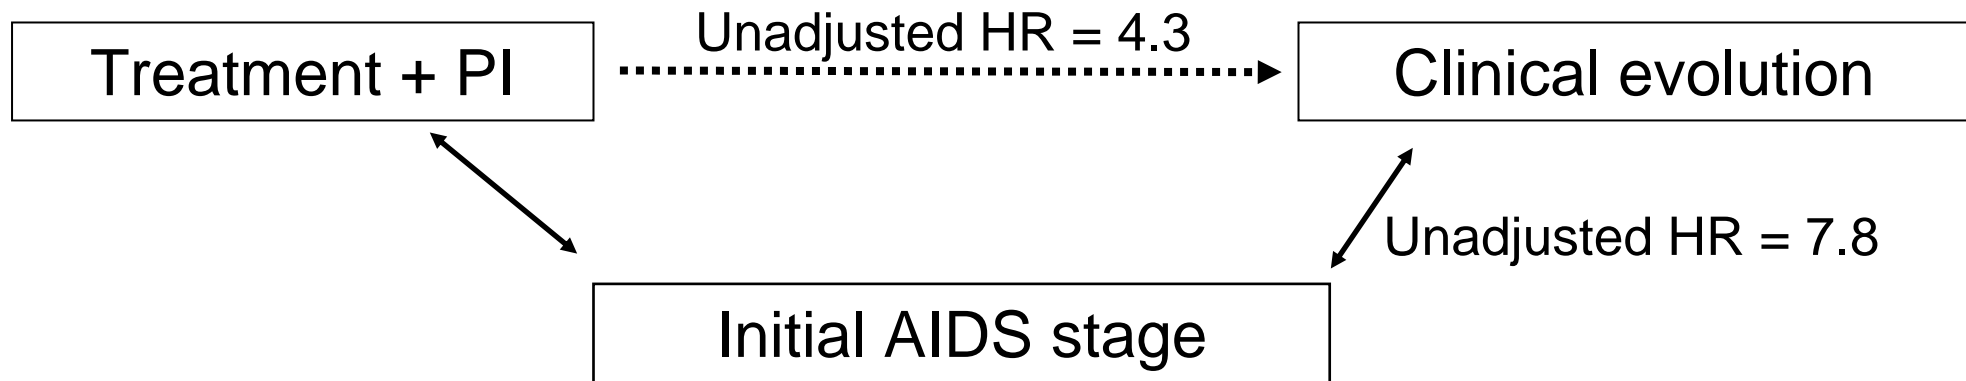 Unadjusted HR = 4.3
Treatment + PI
Clinical evolution
Unadjusted HR = 7.8
Initial AIDS stage